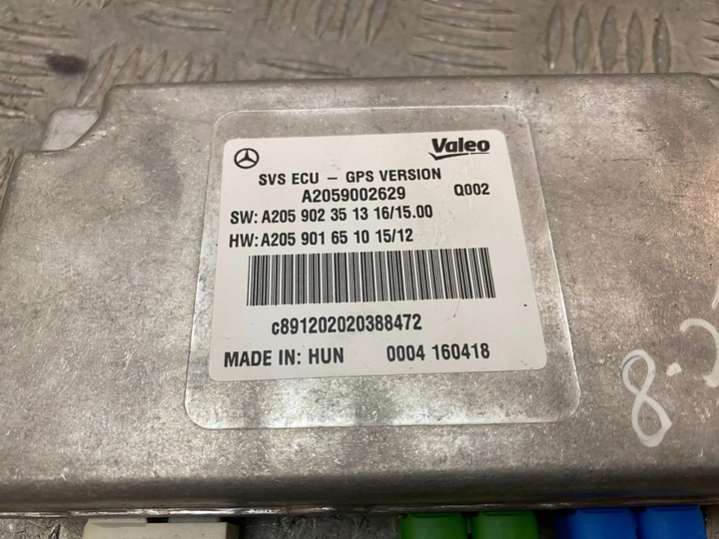 Valeo
SVS ECU – GPS VERSION
A2059002629 Q002
SW: A205 902 35 13 16/15.00
HW: A205 901 65 10 15/12
c891202020388472
MADE IN: HUN 0004 160418